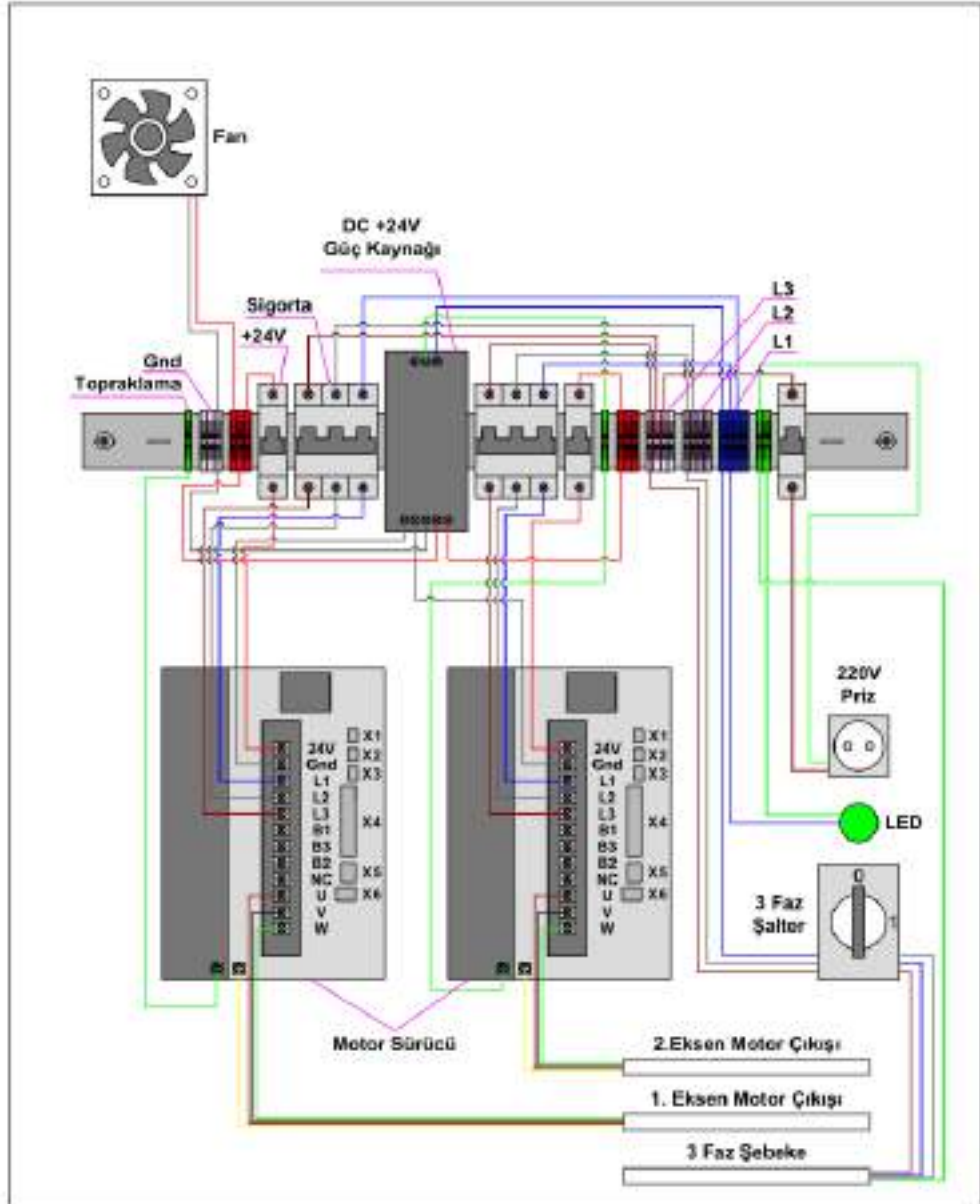 Fan
DC +24V
Güç Kaynağı
Sigorta
+24V
Gnd
Topraklama
L3
L2
L1
24V
Gnd
L1
L2
L3
B1
B3
B2
NC
U
V
W
X1
X2
X3
X4
X5
X6
24V
Gnd
L1
L2
L3
B1
B3
B2
NC
U
V
W
X1
X2
X3
X4
X5
X6
220V
Priz
LED
3 Faz
Şalter
0
Motor Sürücü
2.Eksen Motor Çıkışı
1. Eksen Motor Çıkışı
3 Faz Şebeke